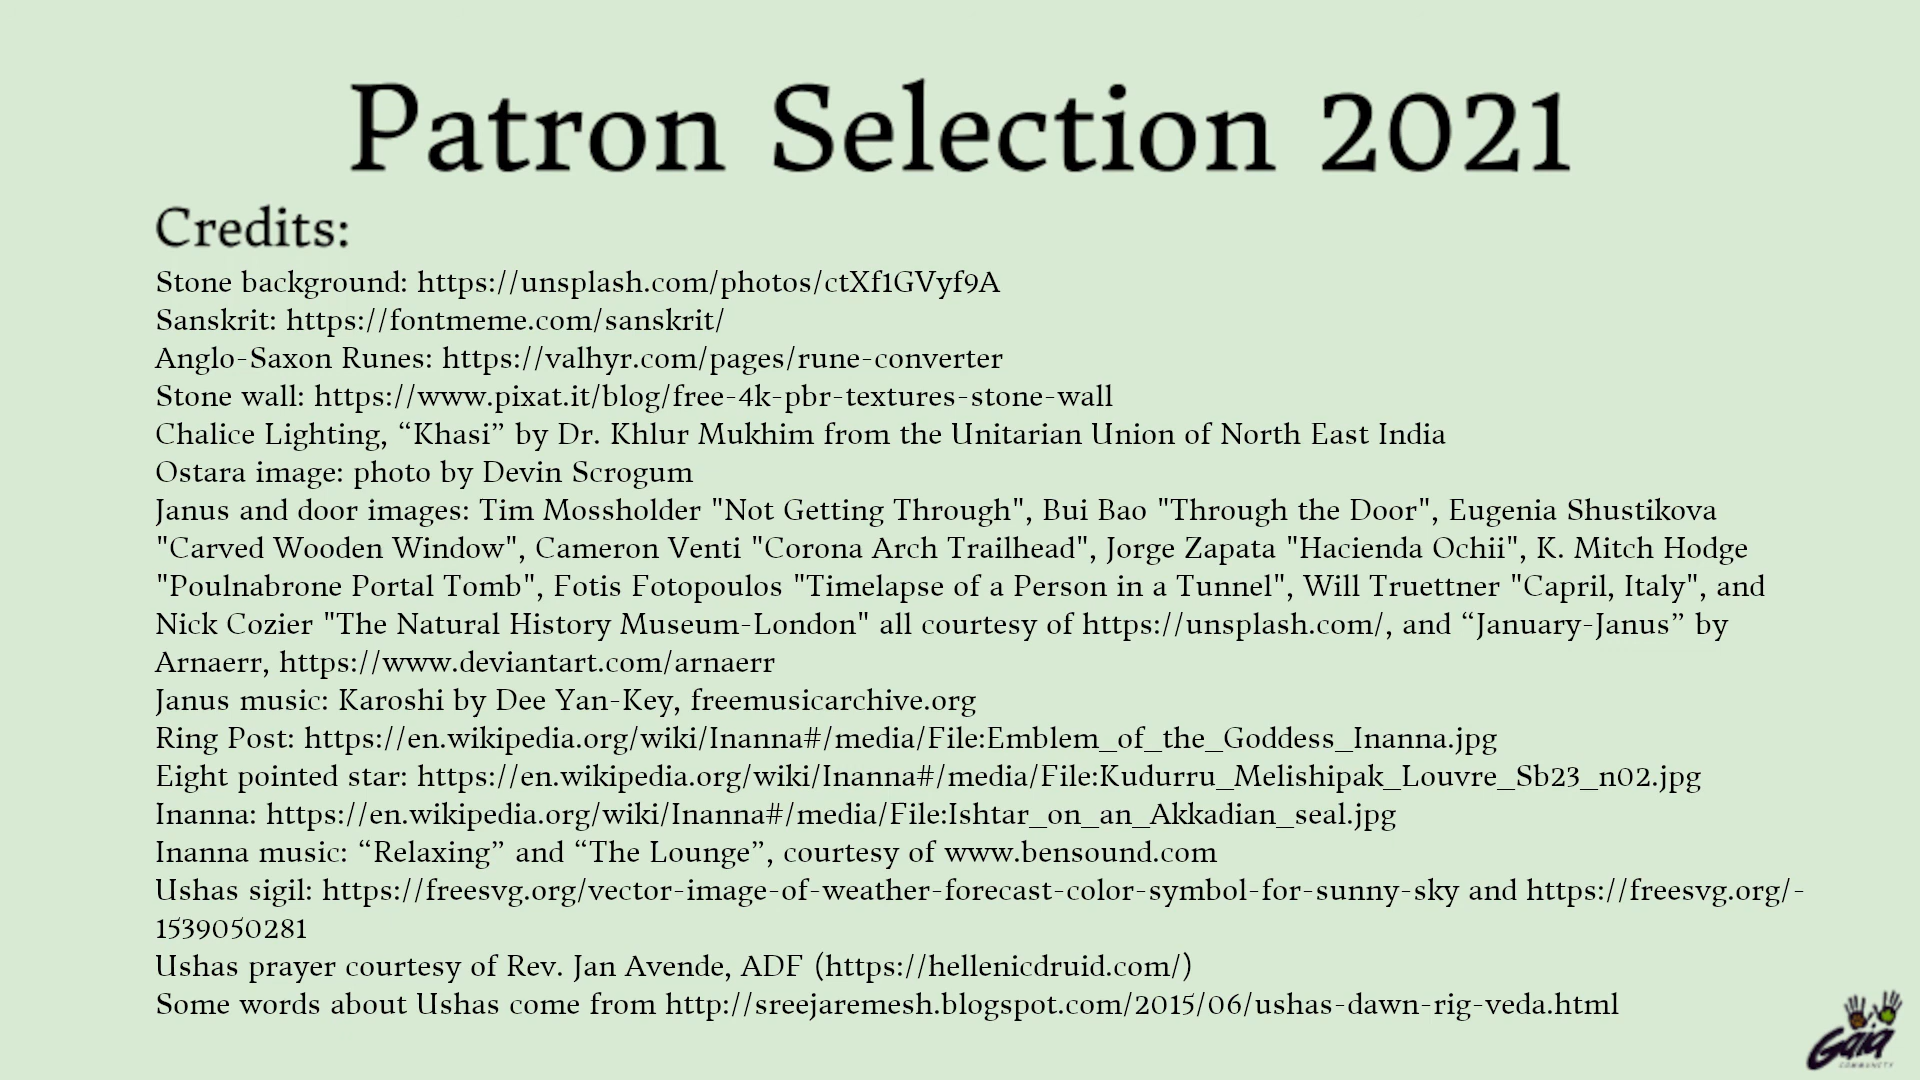 Patron Selection 2021
Credits:
Stone background: https://unsplash.com/photos/ctXf1GVyf9A
Sanskrit: https://fontmeme.com/sanskrit/
Anglo-Saxon Runes: https://valhyr.com/pages/rune-converter
Stone wall: https://www.pixat.it/blog/free-4k-pbr-textures-stone-wall
Chalice Lighting, “Khasi” by Dr. Khlur Mukhim from the Unitarian Union of North East India
Ostara image: photo by Devin Scrogum
Janus and door images: Tim Mossholder "Not Getting Through", Bui Bao "Through the Door", Eugenia Shustikova
"Carved Wooden Window", Cameron Venti "Corona Arch Trailhead", Jorge Zapata "Hacienda Ochii", K. Mitch Hodge
"Poulnabrone Portal Tomb", Fotis Fotopoulos "Timelapse of a Person in a Tunnel", Will Truettner "Capril, Italy", and
Nick Cozier "The Natural History Museum-London" all courtesy of https://unsplash.com/, and “January-Janus” by
Arnaerr, https://www.deviantart.com/arnaerr
Janus music: Karoshi by Dee Yan-Key, freemusicarchive.org
Ring Post: https://en.wikipedia.org/wiki/Inanna#/media/File:Emblem_of_the_Goddess_Inanna.jpg
Eight pointed star: https://en.wikipedia.org/wiki/Inanna#/media/File:Kudurru_Melishipak_Louvre_Sb23_n02.jpg
Inanna: https://en.wikipedia.org/wiki/Inanna#/media/File:Ishtar_on_an_Akkadian_seal.jpg
Inanna music: “Relaxing” and “The Lounge”, courtesy of www.bensound.com
Ushas sigil: https://freesvg.org/vector-image-of-weather-forecast-color-symbol-for-sunny-sky and https://freesvg.org/-
1539050281
Ushas prayer courtesy of Rev. Jan Avende, ADF (https://hellenicdruid.com/)
Some words about Ushas come from http://sreejaremesh.blogspot.com/2015/06/ushas-dawn-rig-veda.html
Gaia
COMMUNITY